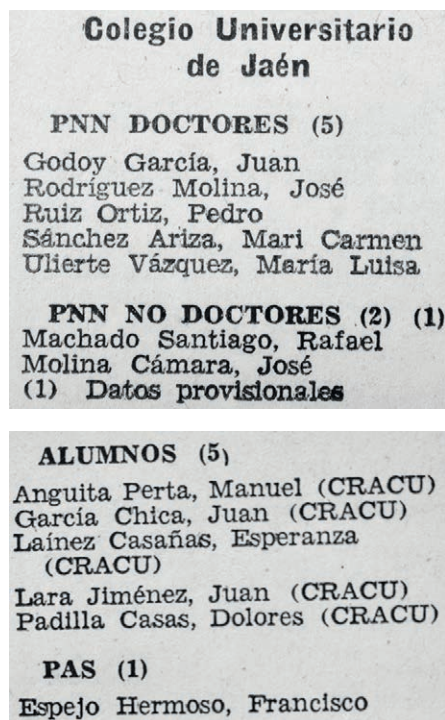 Colegio Universitario
de Jaén
PNN DOCTORES (5)
Godoy García, Juan
Rodríguez Molina, José
Ruiz Ortiz, Pedro
Sánchez Ariza, Mari Carmen
Ulierte Vázquez, María Luisa
PNN NO DOCTORES (2) (1)
Machado Santiago, Rafael
Molina Cámara, José
(1) Datos provisionales
ALUMNOS (5)
Anguita Perta, Manuel (CRACU)
García Chica, Juan (CRACU)
Laínez Casañas, Esperanza
(CRACU)
Lara Jiménez, Juan (CRACU)
Padilla Casas, Dolores (CRACU)
PAS (1)
Espejo Hermoso, Francisco